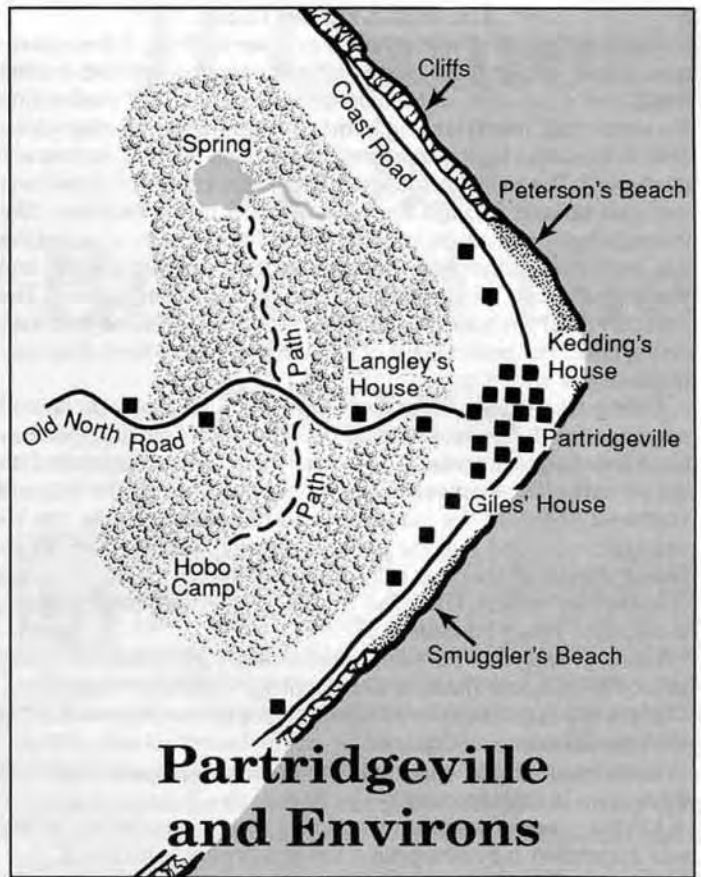 Cliffs
Coast Road
Spring
Peterson's Beach
Path
Langley's
House
Kedding's
House
Old North Road
Partridgeville
Path
Giles' House
Hobo
Camp
Smuggler's Beach
Partridgeville
and Environs